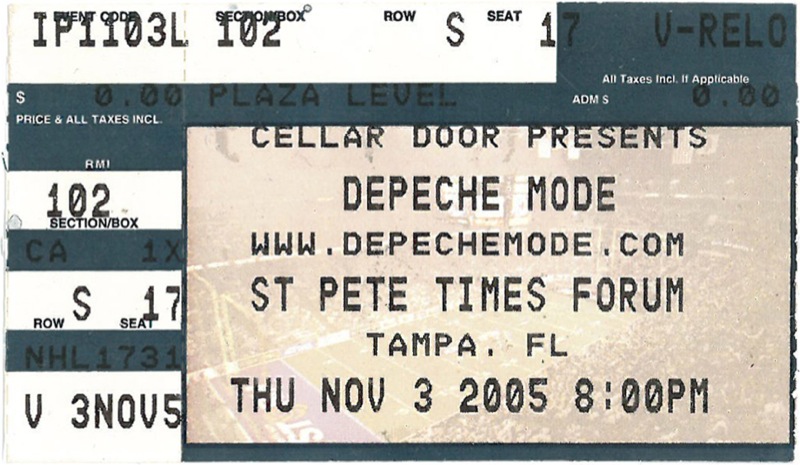 EVENT CODE SECTION/BOX ROW SEAT
IP1103L 102 S 17 V-RELO
All Taxes Incl. If Applicable
$ 0.00 PLAZA LEVEL ADM $ 0.00
PRICE & ALL TAXES INCL.
CELLAR DOOR PRESENTS
RMI
DEPECHE MODE
102
SECTION/BOX
WWW.DEPECHEMODE.COM
CA 1X
ST PETE TIMES FORUM
S 17
ROW SEAT
TAMPA, FL
NHL1731
V 3NOV5
THU NOV 3 2005 8:00PM